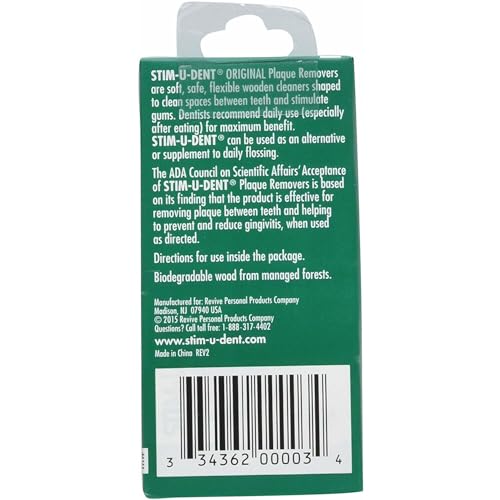 STIM-U-DENT® ORIGINAL Plaque Removers
are soft, safe, flexible wooden cleaners shaped
to clean spaces between teeth and stimulate
gums. Dentists recommend daily use (especially
after eating) for maximum benefit.
STIM-U-DENT® can be used as an alternative
or supplement to daily flossing.
The ADA Council on Scientific Affairs' Acceptance
of STIM-U-DENT® Plaque Removers is based
on its finding that the product is effective for
removing plaque between teeth and helping
to prevent and reduce gingivitis, when used
as directed.
Directions for use inside the package.
Biodegradable wood from managed forests.
Manufactured for: Revive Personal Products Company
Madison, NJ 07940 USA
© 2015 Revive Personal Products Company
Questions? Call toll free: 1-888-317-4402
www.stim-u-dent.com
Made in China REV2
3 34362 00003 4